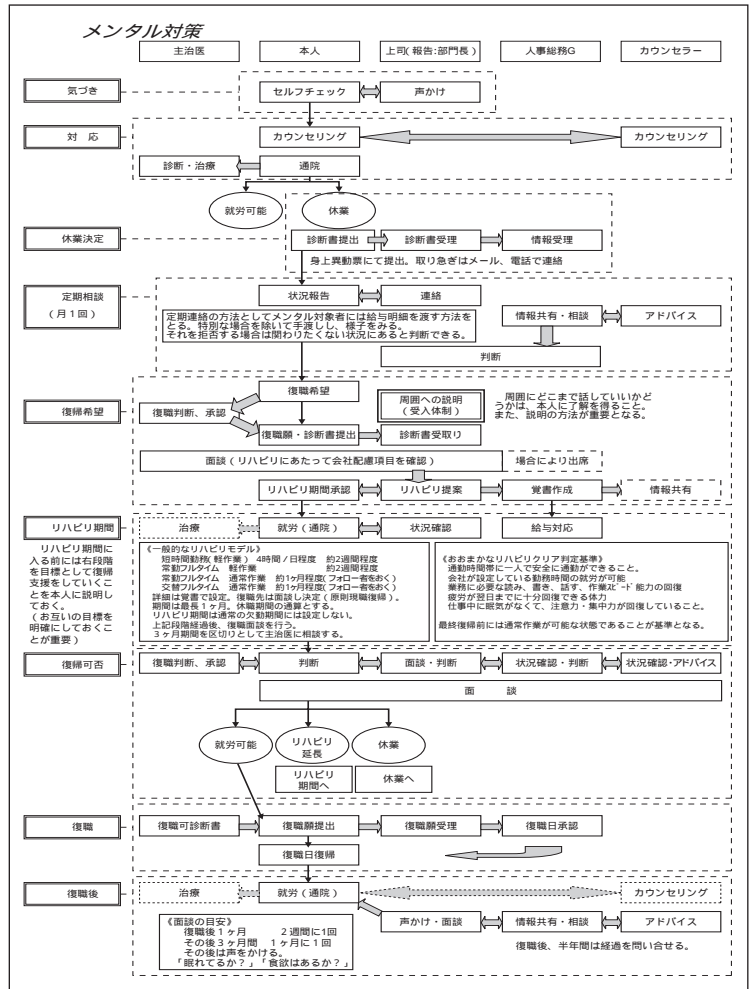 メンタル対策
主治医
本人
上司(報告:部門長)
人事総務G
カウンセラー
気づき
セルフチェック
声かけ
対　応
カウンセリング
カウンセリング
診断・治療
通院
就労可能
休業
休業決定
診断書提出
診断書受理
情報受理
身上異動票にて提出。取り急ぎはメール、電話で連絡
定期相談
(月1回)
状況報告
連絡
定期連絡の方法としてメンタル対象者には給与明細を渡す方法を
とる。特別な場合を除いて手渡しし、様子をみる。
それを拒否する場合は関わりたくない状況にあると判断できる。
情報共有・相談
アドバイス
判断
復帰希望
復職希望
復職判断、承認
周囲への説明
(受入体制)
周囲にどこまで話していいかど
うかは、本人に了解を得ること。
また、説明の方法が重要となる。
復職願・診断書提出
診断書受取り
面談(リハビリにあたって会社配慮項目を確認)
場合により出席
リハビリ期間承認
リハビリ提案
覚書作成
情報共有
リハビリ期間
リハビリ期間に
入る前には右段階
を目標として復帰
支援をしていくこ
とを本人に説明し
ておく。
(お互いの目標を
明確にしておくこ
とが重要)
治療
就労(通院)
状況確認
給与対応
《一般的なリハビリモデル》
短時間勤務(軽作業) 4時間/日程度　約2週間程度
常勤フルタイム　軽作業　約2週間程度
常勤フルタイム　通常作業　約1ヶ月程度(フォロー者をおく)
交替フルタイム　通常作業　約1ヶ月程度(フォロー者をおく)
詳細は覚書で設定。復職先は面談し決定(原則現職復帰)。
期間は最長1ヶ月。休職期間の通算とする。
リハビリ期間は通常の欠勤期間には設定しない。
上記段階経過後、復職面談を行う。
3ヶ月期間を区切りとして主治医に相談する。
《おおまかなリハビリクリア判定基準》
通勤時間帯に一人で安全に通勤ができること。
会社が設定している勤務時間の就労が可能
業務に必要な読み、書き、話す、作業スピード能力の回復
疲労が翌日までに十分回復できる体力
仕事中に眠気がなくて、注意力・集中力が回復していること。
最終復帰前には通常作業が可能な状態であることが基準となる。
復帰可否
復職判断、承認
判断
面談・判断
状況確認・判断
状況確認・アドバイス
面　談
就労可能
リハビリ
延長
休業
リハビリ
期間へ
休業へ
復職
復職可診断書
復職願提出
復職願受理
復職日承認
復職日復帰
復職後
治療
就労(通院)
カウンセリング
声かけ・面談
情報共有・相談
アドバイス
《面談の目安》
復職後1ヶ月　2週間に1回
その後3ヶ月間　1ヶ月に1回
その後は声をかける。
「眠れてるか?」「食欲はあるか?」
復職後、半年間は経過を問い合せる。